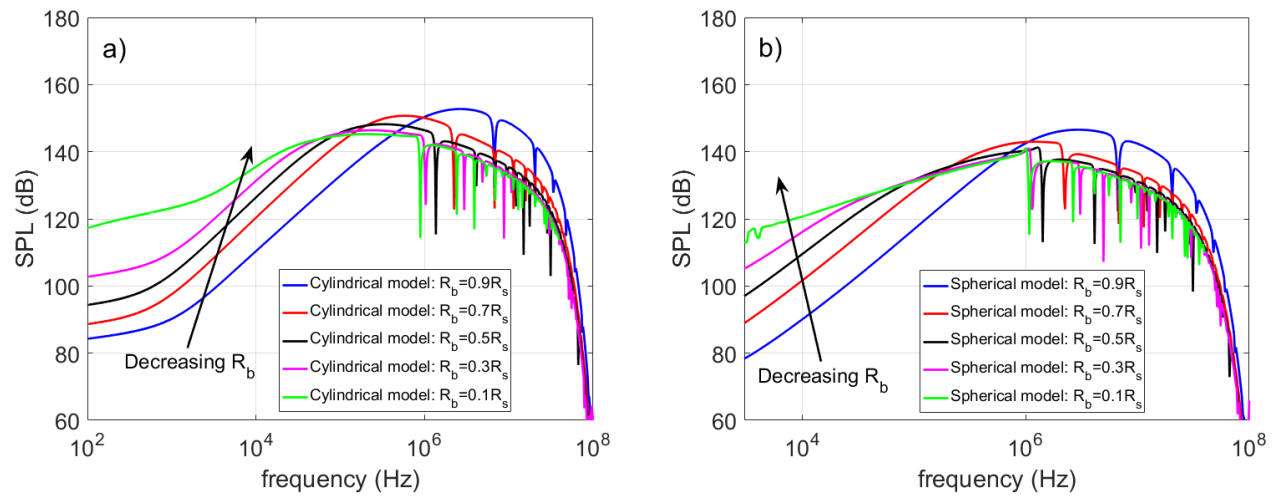 a)
180
160
140
120
100
80
60
SPL (dB)
10^2
10^4
10^6
10^8
frequency (Hz)
Decreasing R_b
Cylindrical model: R_b=0.9R_s
Cylindrical model: R_b=0.7R_s
Cylindrical model: R_b=0.5R_s
Cylindrical model: R_b=0.3R_s
Cylindrical model: R_b=0.1R_s
b)
180
160
140
120
100
80
60
SPL (dB)
10^4
10^6
10^8
frequency (Hz)
Decreasing R_b
Spherical model: R_b=0.9R_s
Spherical model: R_b=0.7R_s
Spherical model: R_b=0.5R_s
Spherical model: R_b=0.3R_s
Spherical model: R_b=0.1R_s